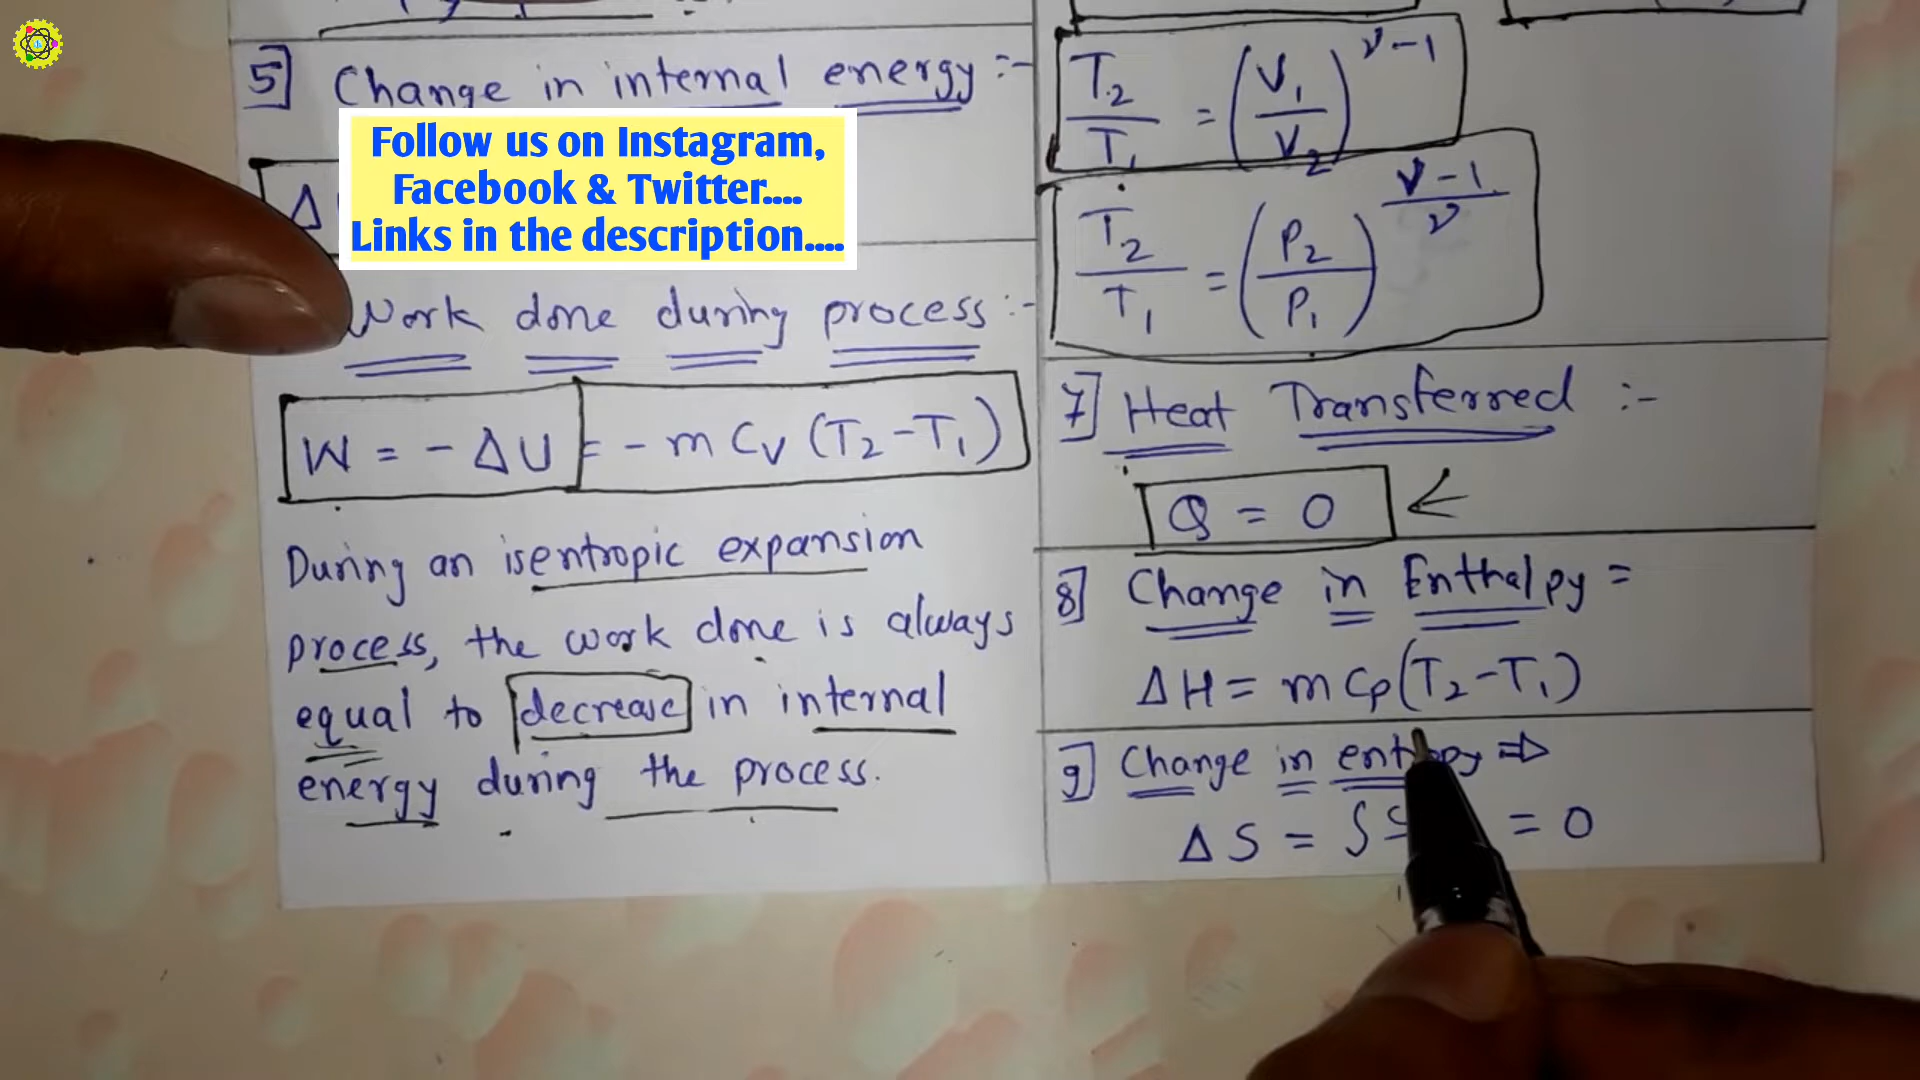 5] Change in internal energy :-
Follow us on Instagram,
Facebook & Twitter....
Links in the description....
Δ
Work done during process :-
W = - ΔU = - m Cv (T2 - T1)
During an isentropic expansion
process, the work done is always
equal to decrease in internal
energy during the process.
T2/T1 = (V1/V2)^γ-1
T2/T1 = (P2/P1)^γ-1/γ
7] Heat Transferred :-
Q = 0 ←
8] Change in Enthalpy =
ΔH = m Cp (T2 - T1)
9] Change in entropy ⇒
ΔS = ∫ = 0